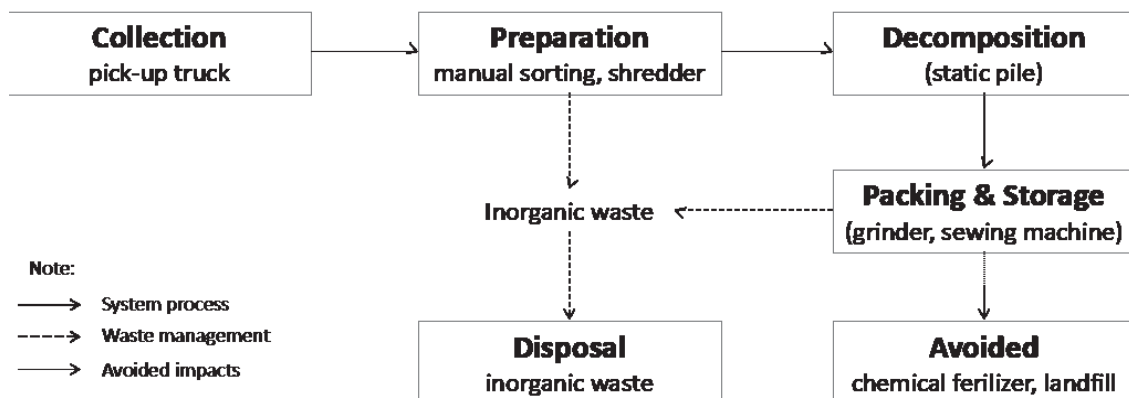 Collection
pick-up truck
Preparation
manual sorting, shredder
Decomposition
(static pile)
Packing & Storage
(grinder, sewing machine)
Inorganic waste
Note:
System process
Waste management
Avoided impacts
Disposal
inorganic waste
Avoided
chemical ferilizer, landfill